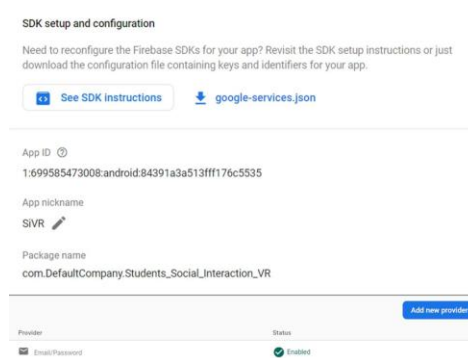 SDK setup and configuration
Need to reconfigure the Firebase SDKs for your app? Revisit the SDK setup instructions or just
download the configuration file containing keys and identifiers for your app.
See SDK instructions
google-services.json
App ID
1:699585473008:android:84391a3a513fff176c5535
App nickname
SiVR
Package name
com.DefaultCompany.Students_Social_Interaction_VR
Add new provider
Provider Status
Email/Password Enabled